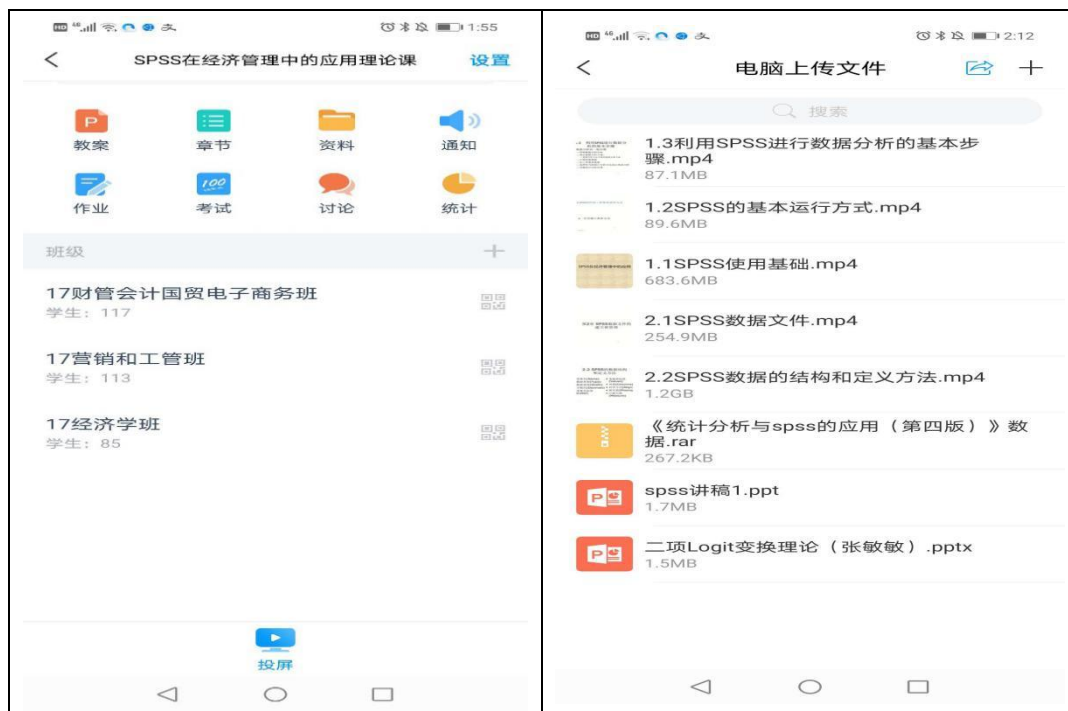 HD 46 1:55
SPSS在经济管理中的应用理论课 设置
P
教案 章节 资料 通知
100
作业 考试 讨论 统计
班级
17财管会计国贸电子商务班
学生：117
17营销和工管班
学生：113
17经济学班
学生：85
投屏
HD 46 2:12
电脑上传文件
搜索
1.3利用SPSS进行数据分析的基本步
骤.mp4
87.1MB
1.2SPSS的基本运行方式.mp4
89.6MB
1.1SPSS使用基础.mp4
683.6MB
2.1SPSS数据文件.mp4
254.9MB
2.2SPSS数据的结构和定义方法.mp4
1.2GB
《统计分析与spss的应用（第四版）》数
据.rar
267.2KB
P
spss讲稿1.ppt
1.7MB
P
二项Logit变换理论（张敏敏）.pptx
1.5MB